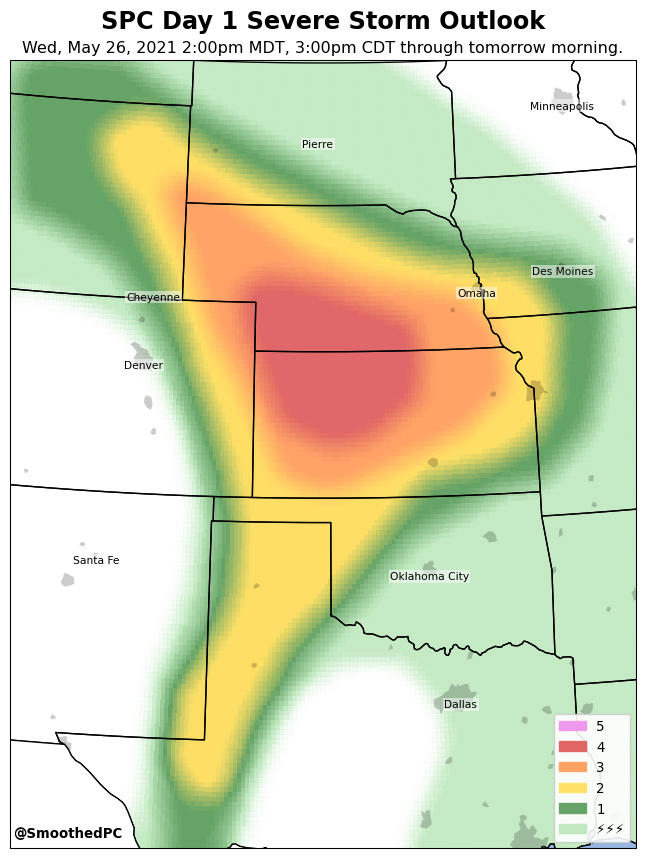 SPC Day 1 Severe Storm Outlook
Wed, May 26, 2021 2:00pm MDT, 3:00pm CDT through tomorrow morning.
Minneapolis
Pierre
Des Moines
Omaha
Cheyenne
Denver
Santa Fe
Oklahoma City
Dallas
5
4
3
2
1
⚡⚡⚡
@SmoothedPC